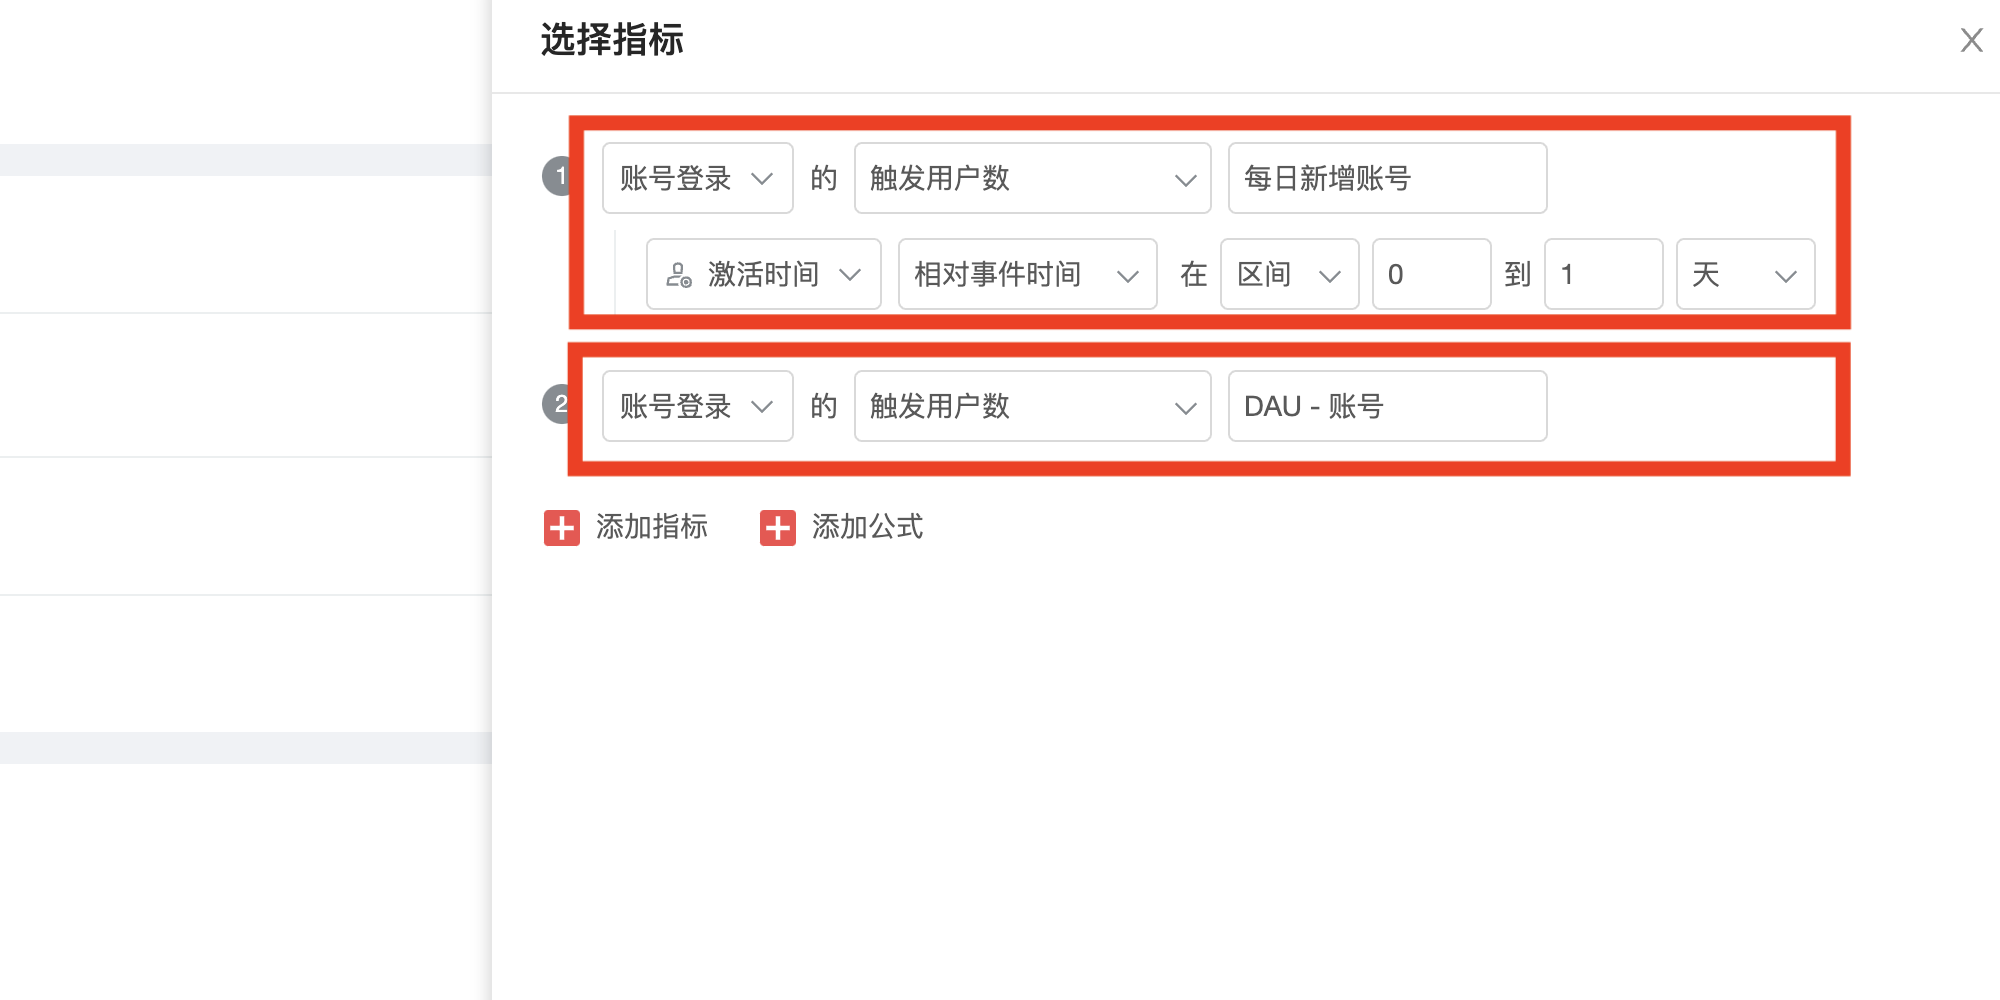 选择指标
1 账号登录 的 触发用户数 每日新增账号
激活时间 相对事件时间 在 区间 0 到 1 天
2 账号登录 的 触发用户数 DAU - 账号
添加指标 添加公式